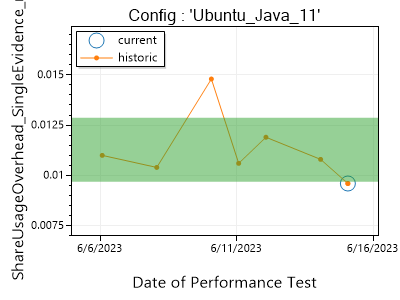 Config : 'Ubuntu_Java_11'
current
historic
0.015
0.0125
0.01
0.0075
ShareUsageOverhead_SingleEvidence_
6/6/2023
6/11/2023
6/16/2023
Date of Performance Test